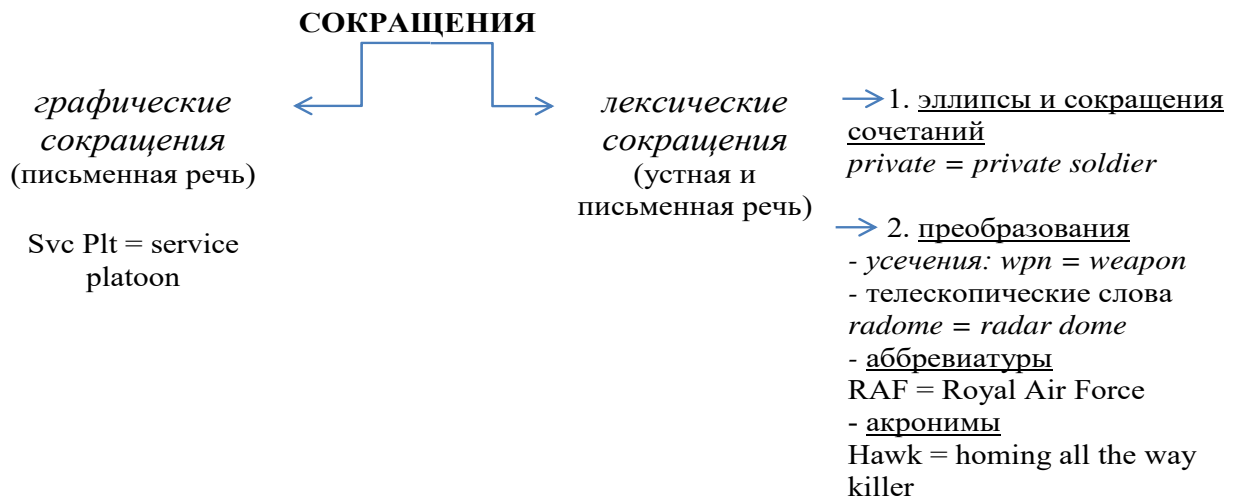 СОКРАЩЕНИЯ
графические
сокращения
(письменная речь)
Svc Plt = service
platoon
лексические
сокращения
(устная и
письменная речь)
1. эллипсы и сокращения
сочетаний
private = private soldier
2. преобразования
- усечения: wpn = weapon
- телескопические слова
radome = radar dome
- аббревиатуры
RAF = Royal Air Force
- акронимы
Hawk = homing all the way
killer